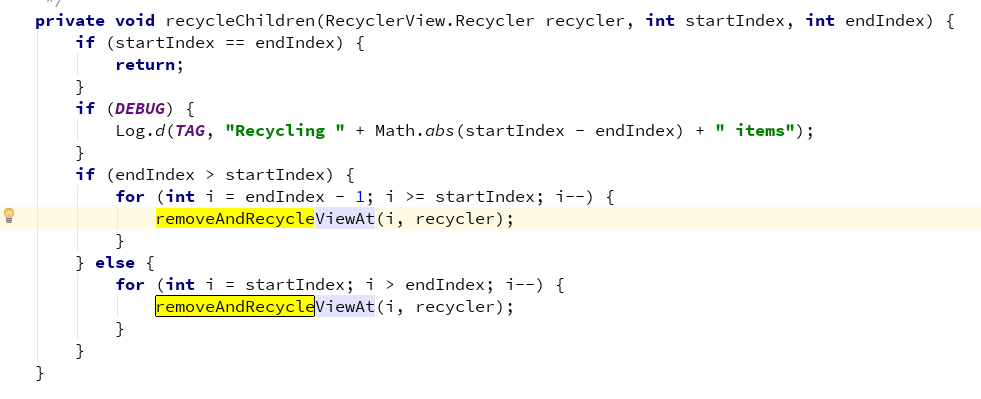 */
private void recycleChildren(RecyclerView.Recycler recycler, int startIndex, int endIndex) {
    if (startIndex == endIndex) {
        return;
    }
    if (DEBUG) {
        Log.d(TAG, "Recycling " + Math.abs(startIndex - endIndex) + " items");
    }
    if (endIndex > startIndex) {
        for (int i = endIndex - 1; i >= startIndex; i--) {
            removeAndRecycleViewAt(i, recycler);
        }
    } else {
        for (int i = startIndex; i > endIndex; i--) {
            removeAndRecycleViewAt(i, recycler);
        }
    }
}